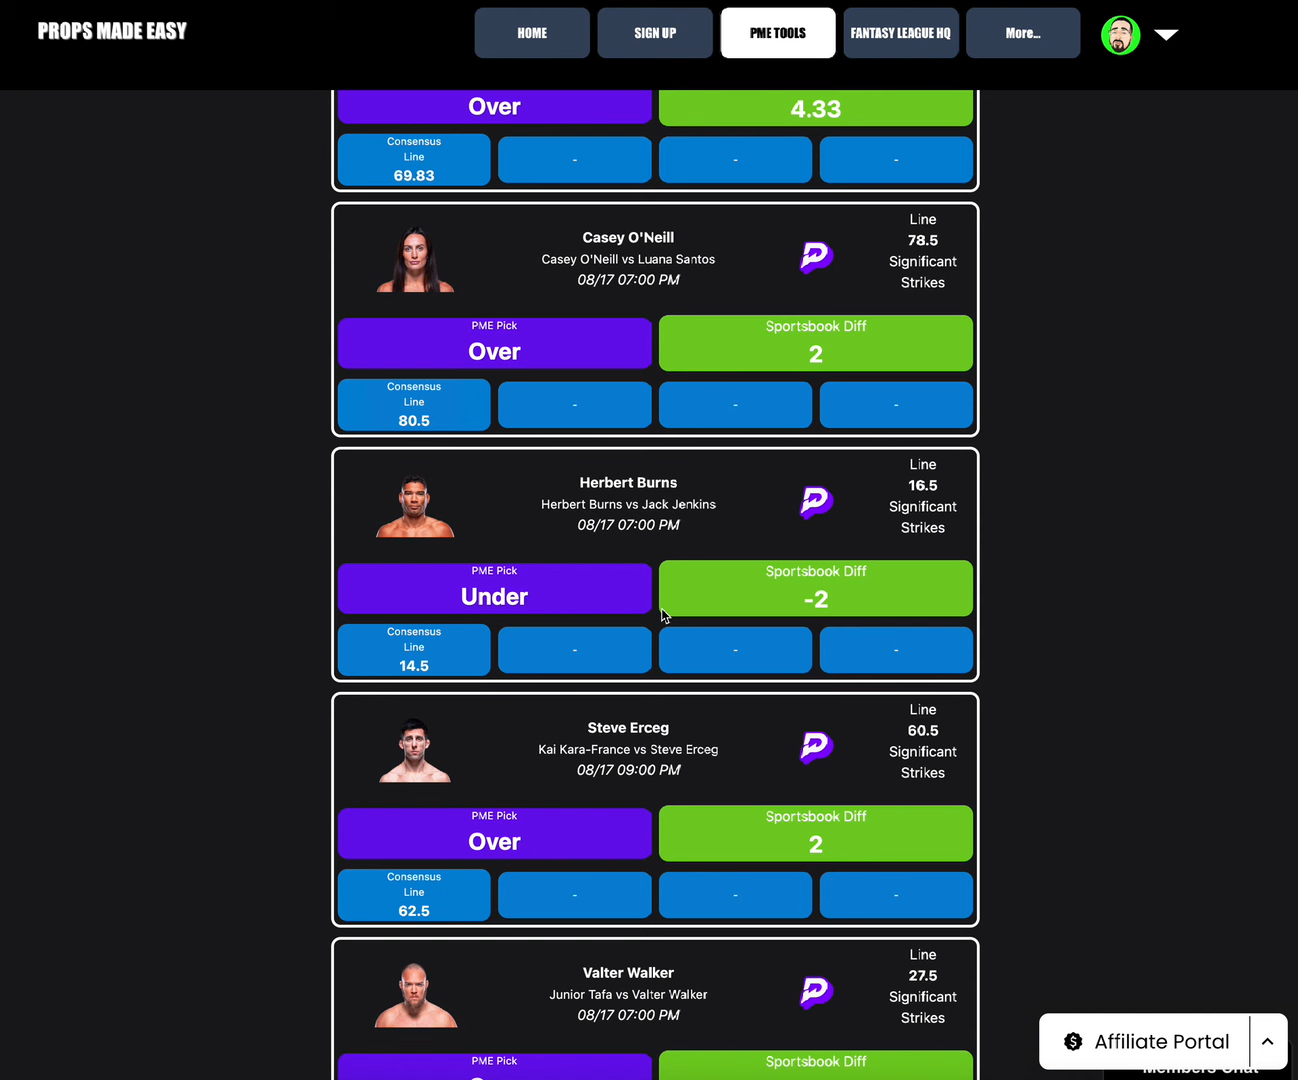 PROPS MADE EASY
HOME
SIGN UP
PME TOOLS
FANTASY LEAGUE HQ
More...
Over
4.33
Consensus
Line
69.83
-
-
-
Casey O'Neill
Casey O'Neill vs Luana Santos
08/17 07:00 PM
Line
78.5
Significant
Strikes
PME Pick
Over
Sportsbook Diff
2
Consensus
Line
80.5
-
-
-
Herbert Burns
Herbert Burns vs Jack Jenkins
08/17 07:00 PM
Line
16.5
Significant
Strikes
PME Pick
Under
Sportsbook Diff
-2
Consensus
Line
14.5
-
-
-
Steve Erceg
Kai Kara-France vs Steve Erceg
08/17 09:00 PM
Line
60.5
Significant
Strikes
PME Pick
Over
Sportsbook Diff
2
Consensus
Line
62.5
-
-
-
Valter Walker
Junior Tafa vs Valter Walker
08/17 07:00 PM
Line
27.5
Significant
Strikes
PME Pick
Sportsbook Diff
Affiliate Portal
Members Chat